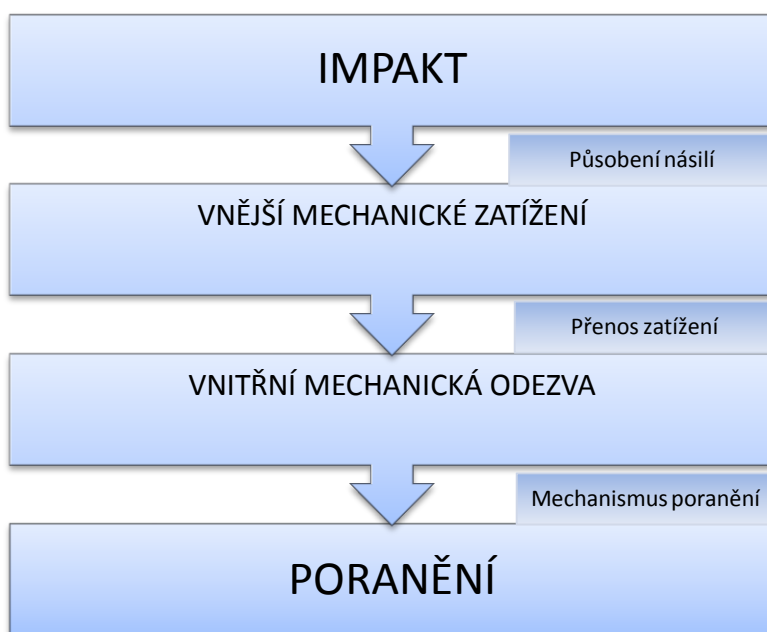 IMPAKT
Působení násilí
VNĚJŠÍ MECHANICKÉ ZATÍŽENÍ
Přenos zatížení
VNITŘNÍ MECHANICKÁ ODEZVA
Mechanismus poranění
PORANĚNÍ